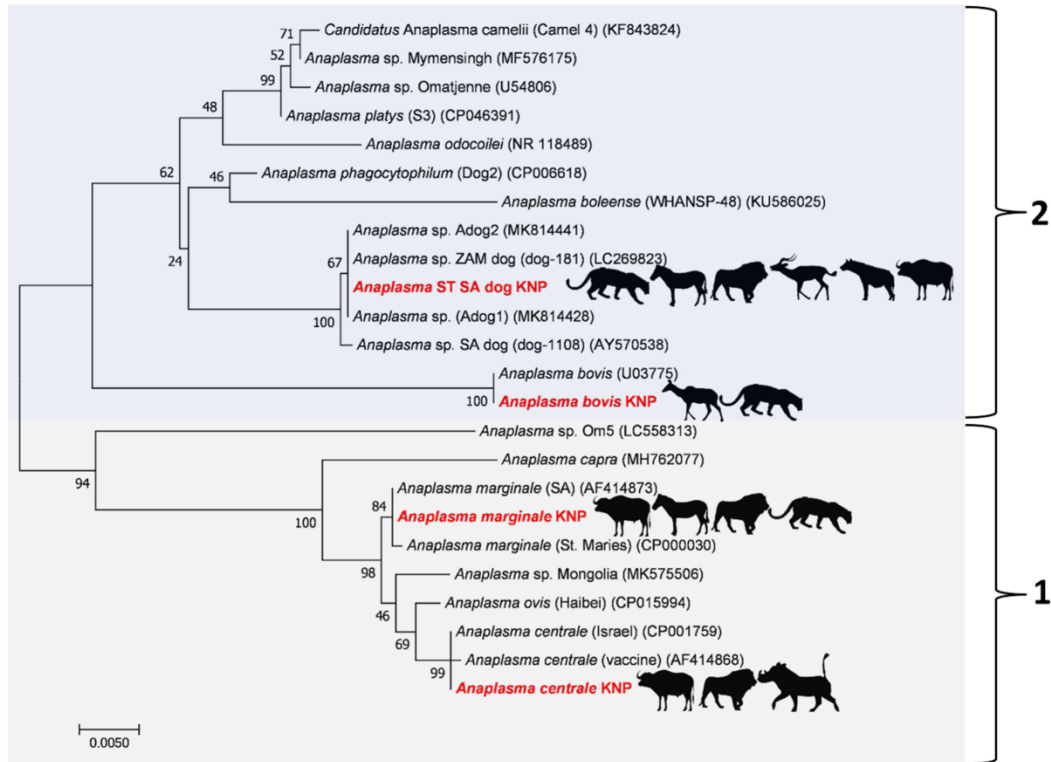 71
Candidatus Anaplasma camelii (Camel 4) (KF843824)
52
Anaplasma sp. Mymensingh (MF576175)
99
Anaplasma sp. Omatjenne (U54806)
48
Anaplasma platys (S3) (CP046391)
Anaplasma odocoilei (NR 118489)
62
46
Anaplasma phagocytophilum (Dog2) (CP006618)
Anaplasma boleense (WHANSP-48) (KU586025)
2
24
Anaplasma sp. Adog2 (MK814441)
67
Anaplasma sp. ZAM dog (dog-181) (LC269823)
Anaplasma ST SA dog KNP
100
Anaplasma sp. (Adog1) (MK814428)
Anaplasma sp. SA dog (dog-1108) (AY570538)
Anaplasma bovis (U03775)
100
Anaplasma bovis KNP
94
Anaplasma sp. Om5 (LC558313)
100
Anaplasma capra (MH762077)
84
Anaplasma marginale (SA) (AF414873)
Anaplasma marginale KNP
Anaplasma marginale (St. Maries) (CP000030)
98
Anaplasma sp. Mongolia (MK575506)
1
46
Anaplasma ovis (Haibei) (CP015994)
69
Anaplasma centrale (Israel) (CP001759)
99
Anaplasma centrale (vaccine) (AF414868)
Anaplasma centrale KNP
0.0050